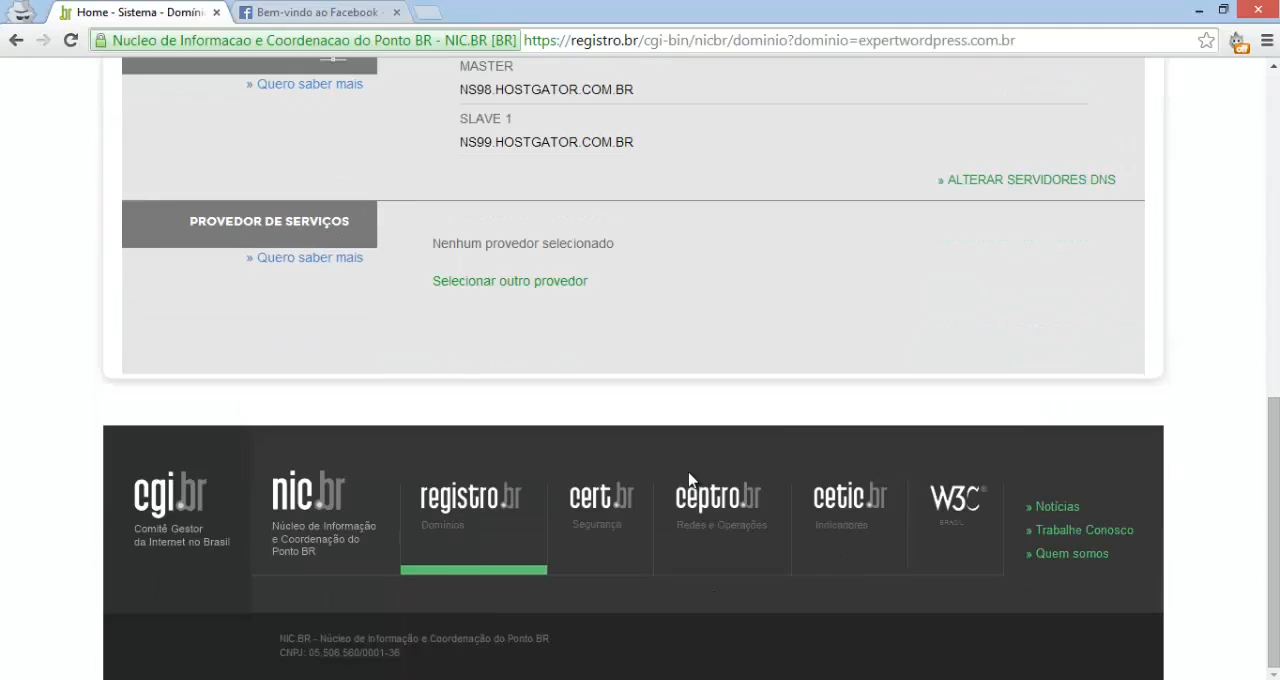 Home - Sistema - Domíni
Bem-vindo ao Facebook
Nucleo de Informacao e Coordenacao do Ponto BR - NIC.BR [BR]
https://registro.br/cgi-bin/nicbr/dominio?dominio=expertwordpress.com.br
» Quero saber mais
MASTER
NS98.HOSTGATOR.COM.BR
SLAVE 1
NS99.HOSTGATOR.COM.BR
» ALTERAR SERVIDORES DNS
PROVEDOR DE SERVIÇOS
» Quero saber mais
Nenhum provedor selecionado
Selecionar outro provedor
cgi.br
Comitê Gestor
da Internet no Brasil
nic.br
Núcleo de Informação
e Coordenação do
Ponto BR
registro.br
Domínios
cert.br
Segurança
ceptro.br
Redes e Operações
cetic.br
Indicadores
W3C®
BRASIL
» Notícias
» Trabalhe Conosco
» Quem somos
NIC.BR - Núcleo de Informação e Coordenação do Ponto BR
CNPJ: 05.506.560/0001-36